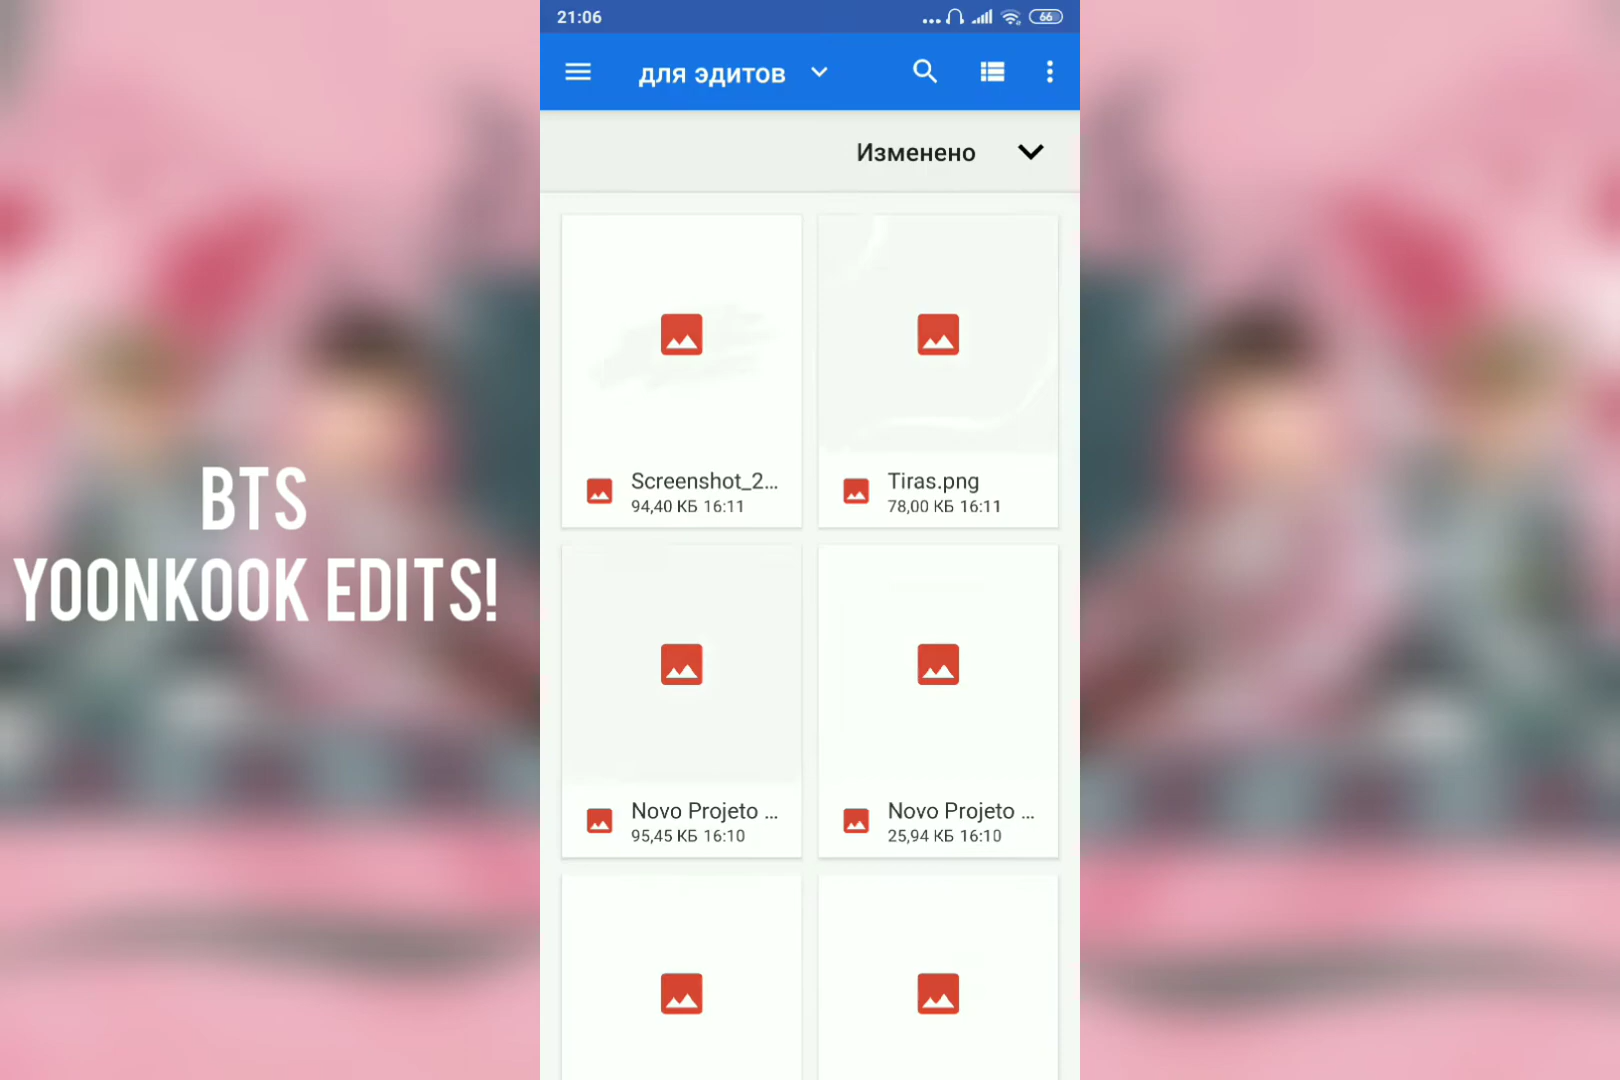 21:06
66
для эдитов
Изменено
Screenshot_2...
94,40 КБ 16:11
Tiras.png
78,00 КБ 16:11
BTS
YOONKOOK EDITS!
Novo Projeto ...
95,45 КБ 16:10
Novo Projeto ...
25,94 КБ 16:10